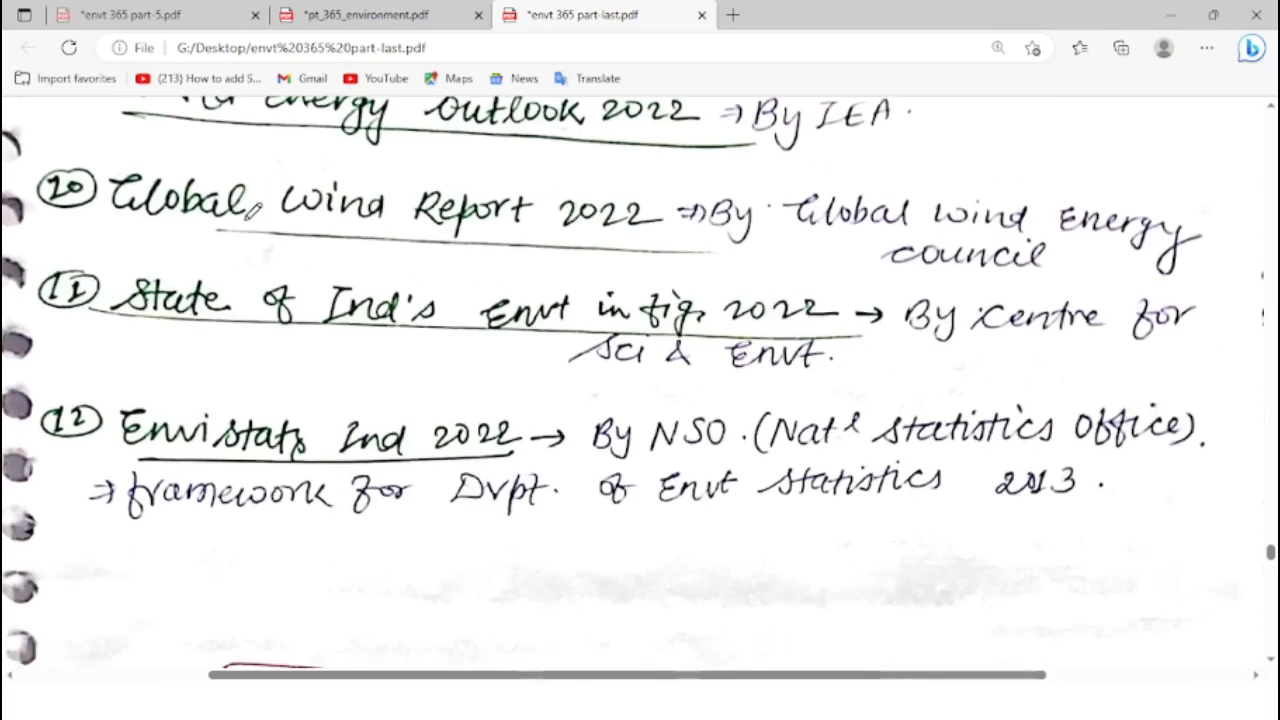 *envt 365 part-5.pdf
*pt_365_environment.pdf
*envt 365 part-last.pdf
File G:/Desktop/envt%20365%20part-last.pdf
Import favorites (213) How to add S... Gmail YouTube Maps News Translate
Energy Outlook 2022 ⇒ By IEA.
20 Global Wind Report 2022 ⇒ By Global Wind Energy
council
11 State of Ind's Envt in fig. 2022 → By Centre for
Sci & Envt.
12 Envistats Ind 2022 → By NSO. (Natl Statistics Office).
⇒ framework for Dvpt. of Envt Statistics 2013.